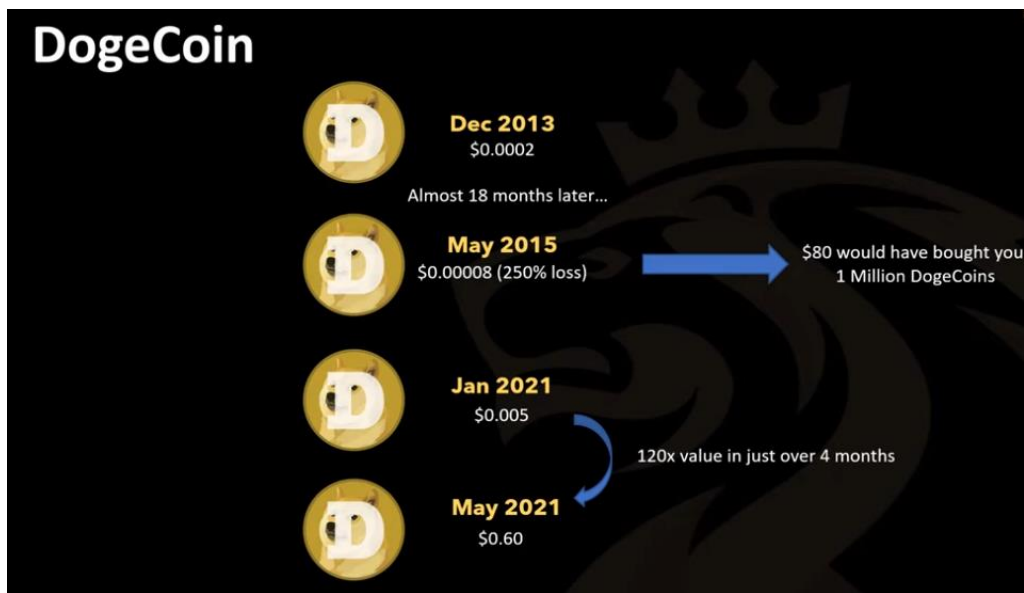 DogeCoin
D
Dec 2013
$0.0002
Almost 18 months later...
D
May 2015
$0.00008 (250% loss)
$80 would have bought you
1 Million DogeCoins
D
Jan 2021
$0.005
120x value in just over 4 months
D
May 2021
$0.60